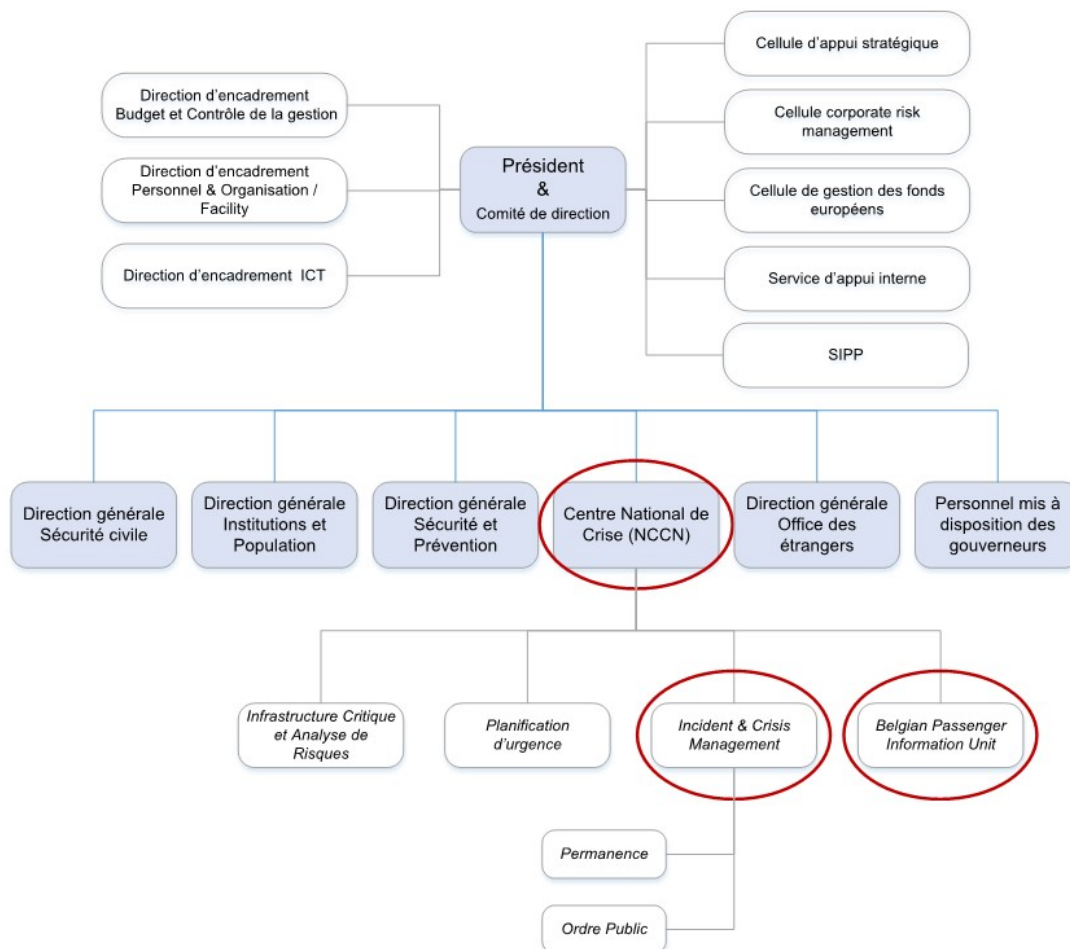 Cellule d'appui stratégique
Direction d’encadrement
Budget et Contrôle de la gestion
Cellule corporate risk
management
Président
&
Comité de direction
Direction d’encadrement
Personnel & Organisation /
Facility
Cellule de gestion des fonds
européens
Direction d’encadrement ICT
Service d’appui interne
SIPP
Direction générale
Sécurité civile
Direction générale
Institutions et
Population
Direction générale
Sécurité et
Prévention
Centre National de
Crise (NCCN)
Direction générale
Office des
étrangers
Personnel mis à
disposition des
gouverneurs
Infrastructure Critique
et Analyse de
Risques
Planification
d’urgence
Incident & Crisis
Management
Belgian Passenger
Information Unit
Permanence
Ordre Public